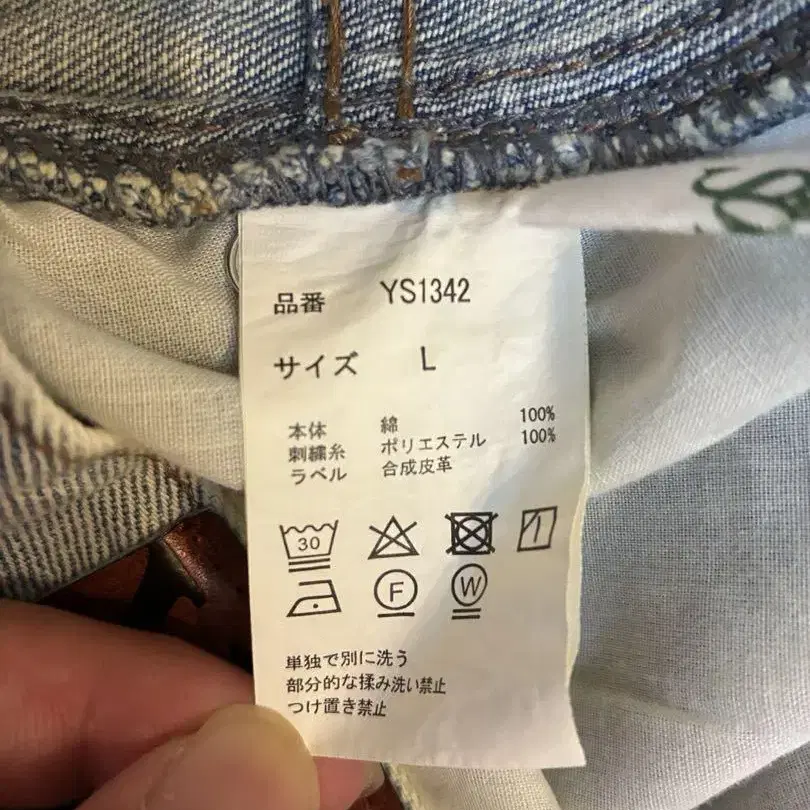 品番 YS1342
サイズ L
本体 綿 100%
刺繍糸 ポリエステル 100%
ラベル 合成皮革
30
F W
単独で別に洗う
部分的な揉み洗い禁止
つけ置き禁止